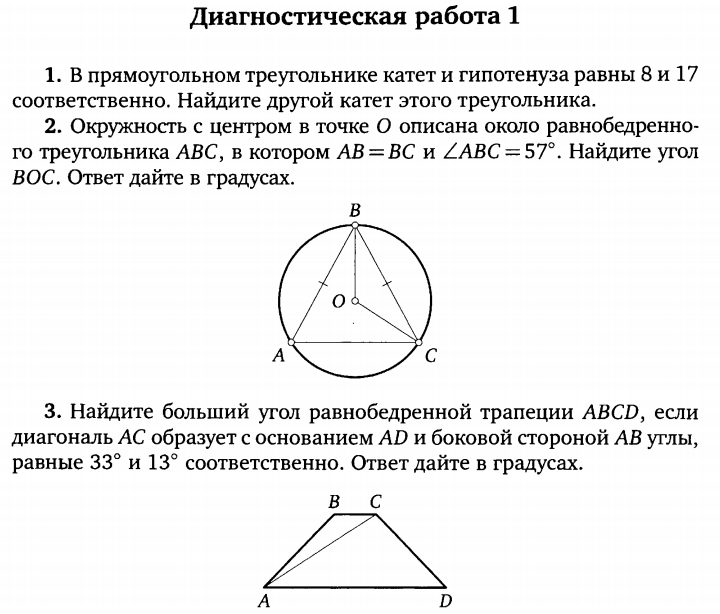 Диагностическая работа 1
1. В прямоугольном треугольнике катет и гипотенуза равны 8 и 17
соответственно. Найдите другой катет этого треугольника.
2. Окружность с центром в точке O описана около равнобедренно-
го треугольника ABC, в котором AB = BC и ∠ABC = 57°. Найдите угол
BOC. Ответ дайте в градусах.
B
O
A
C
3. Найдите больший угол равнобедренной трапеции ABCD, если
диагональ AC образует с основанием AD и боковой стороной AB углы,
равные 33° и 13° соответственно. Ответ дайте в градусах.
B C
A D